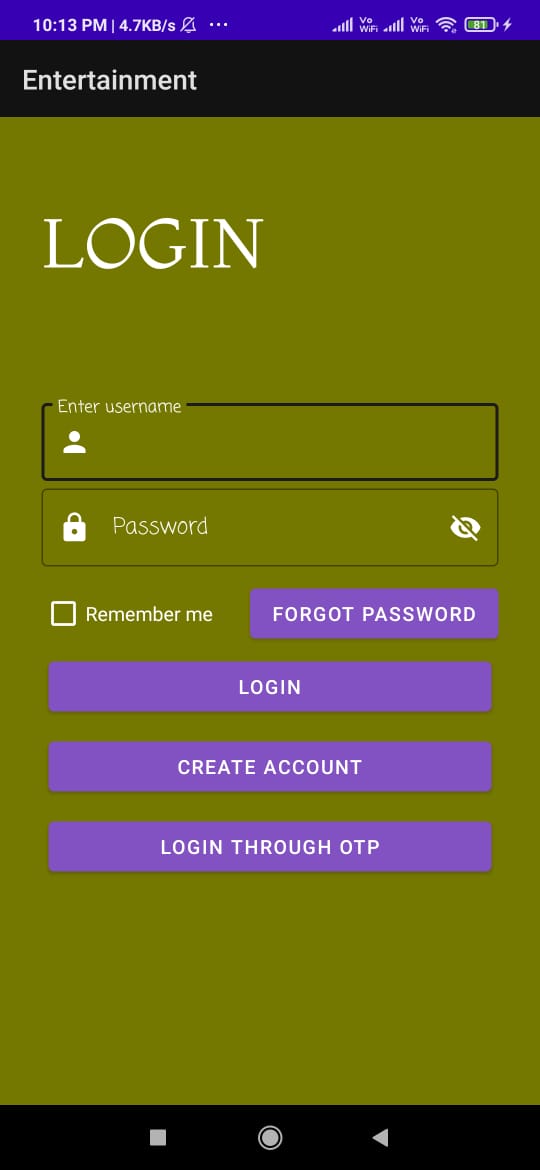 10:13 PM | 4.7KB/s ... Vo WiFi Vo WiFi 81
Entertainment
LOGIN
Enter username
Password
Remember me FORGOT PASSWORD
LOGIN
CREATE ACCOUNT
LOGIN THROUGH OTP